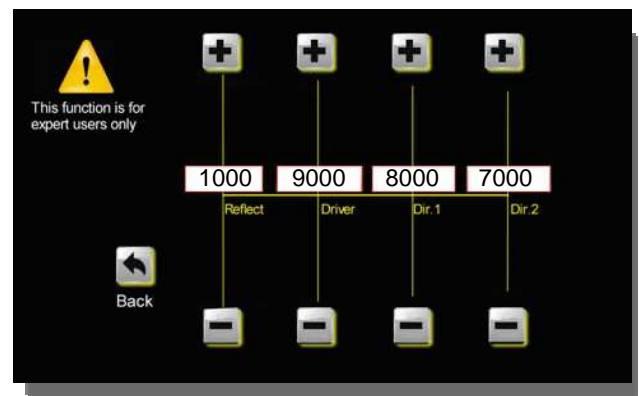 This function is for
expert users only
1000 9000 8000 7000
Reflect Driver Dir.1 Dir.2
Back